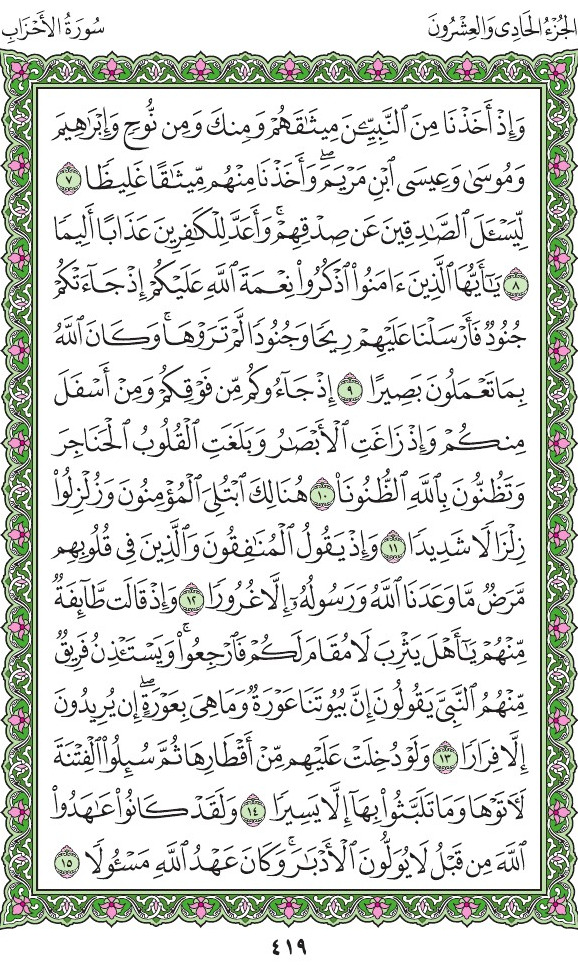 الجُزْءُ الحَادِي وَالعِشْرُونَ
سُورَةُ الأَحْزَابِ
وَإِذْ أَخَذْنَا مِنَ ٱلنَّبِيِّـۧنَ مِيثَٰقَهُمْ وَمِنكَ وَمِن نُّوحٍ وَإِبْرَٰهِيمَ
وَمُوسَىٰ وَعِيسَى ٱبْنِ مَرْيَمَۖ وَأَخَذْنَا مِنْهُم مِّيثَٰقًا غَلِيظًا ٧
لِّيَسْـَٔلَ ٱلصَّٰدِقِينَ عَن صِدْقِهِمْۚ وَأَعَدَّ لِلْكَٰفِرِينَ عَذَابًا أَلِيمًا
٨ يَٰٓأَيُّهَا ٱلَّذِينَ ءَامَنُوا۟ ٱذْكُرُوا۟ نِعْمَةَ ٱللَّهِ عَلَيْكُمْ إِذْ جَآءَتْكُمْ
جُنُودٌ فَأَرْسَلْنَا عَلَيْهِمْ رِيحًا وَجُنُودًا لَّمْ تَرَوْهَاۚ وَكَانَ ٱللَّهُ
بِمَا تَعْمَلُونَ بَصِيرًا ٩ إِذْ جَآءُوكُم مِّن فَوْقِكُمْ وَمِنْ أَسْفَلَ
مِنكُمْ وَإِذْ زَاغَتِ ٱلْأَبْصَٰرُ وَبَلَغَتِ ٱلْقُلُوبُ ٱلْحَنَاجِرَ
وَتَظُنُّونَ بِٱللَّهِ ٱلظُّنُونَا۠ ١٠ هُنَالِكَ ٱبْتُلِىَ ٱلْمُؤْمِنُونَ وَزُلْزِلُوا۟
زِلْزَالًا شَدِيدًا ١١ وَإِذْ يَقُولُ ٱلْمُنَٰفِقُونَ وَٱلَّذِينَ فِى قُلُوبِهِم
مَّرَضٌ مَّا وَعَدَنَا ٱللَّهُ وَرَسُولُهُۥٓ إِلَّا غُرُورًا ١٢ وَإِذْ قَالَت طَّآئِفَةٌ
مِّنْهُمْ يَٰٓأَهْلَ يَثْرِبَ لَا مُقَامَ لَكُمْ فَٱرْجِعُوا۟ۚ وَيَسْتَـْٔذِنُ فَرِيقٌ
مِّنْهُمُ ٱلنَّبِىَّ يَقُولُونَ إِنَّ بُيُوتَنَا عَوْرَةٌ وَمَا هِىَ بِعَوْرَةٍۖ إِن يُرِيدُونَ
إِلَّا فِرَارًا ١٣ وَلَوْ دُخِلَتْ عَلَيْهِم مِّنْ أَقْطَارِهَا ثُمَّ سُئِلُوا۟ ٱلْفِتْنَةَ
لَـَٔاتَوْهَا وَمَا تَلَبَّثُوا۟ بِهَآ إِلَّا يَسِيرًا ١٤ وَلَقَدْ كَانُوا۟ عَٰهَدُوا۟
ٱللَّهَ مِن قَبْلُ لَا يُوَلُّونَ ٱلْأَدْبَٰرَۚ وَكَانَ عَهْدُ ٱللَّهِ مَسْـُٔولًا ١٥
٤١٩